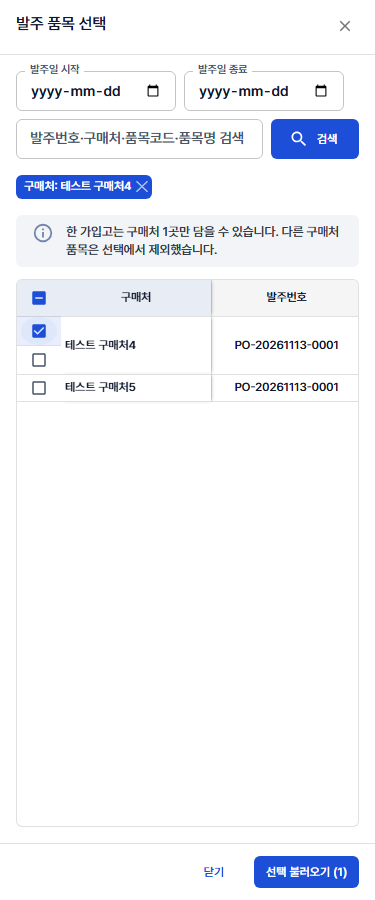 발주 품목 선택
발주일 시작
발주일 종료
yyyy-mm-dd
yyyy-mm-dd
발주번호·구매처·품목코드·품목명 검색
검색
구매처: 테스트 구매처4
한 가입고는 구매처 1곳만 담을 수 있습니다. 다른 구매처
품목은 선택에서 제외했습니다.
구매처 발주번호
테스트 구매처4 PO-20261113-0001
테스트 구매처5 PO-20261113-0001
닫기
선택 불러오기 (1)